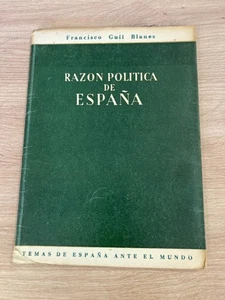 Francisco Guil Blanes
RAZON POLITICA
DE
ESPAÑA
TEMAS DE ESPAÑA ANTE EL MUNDO